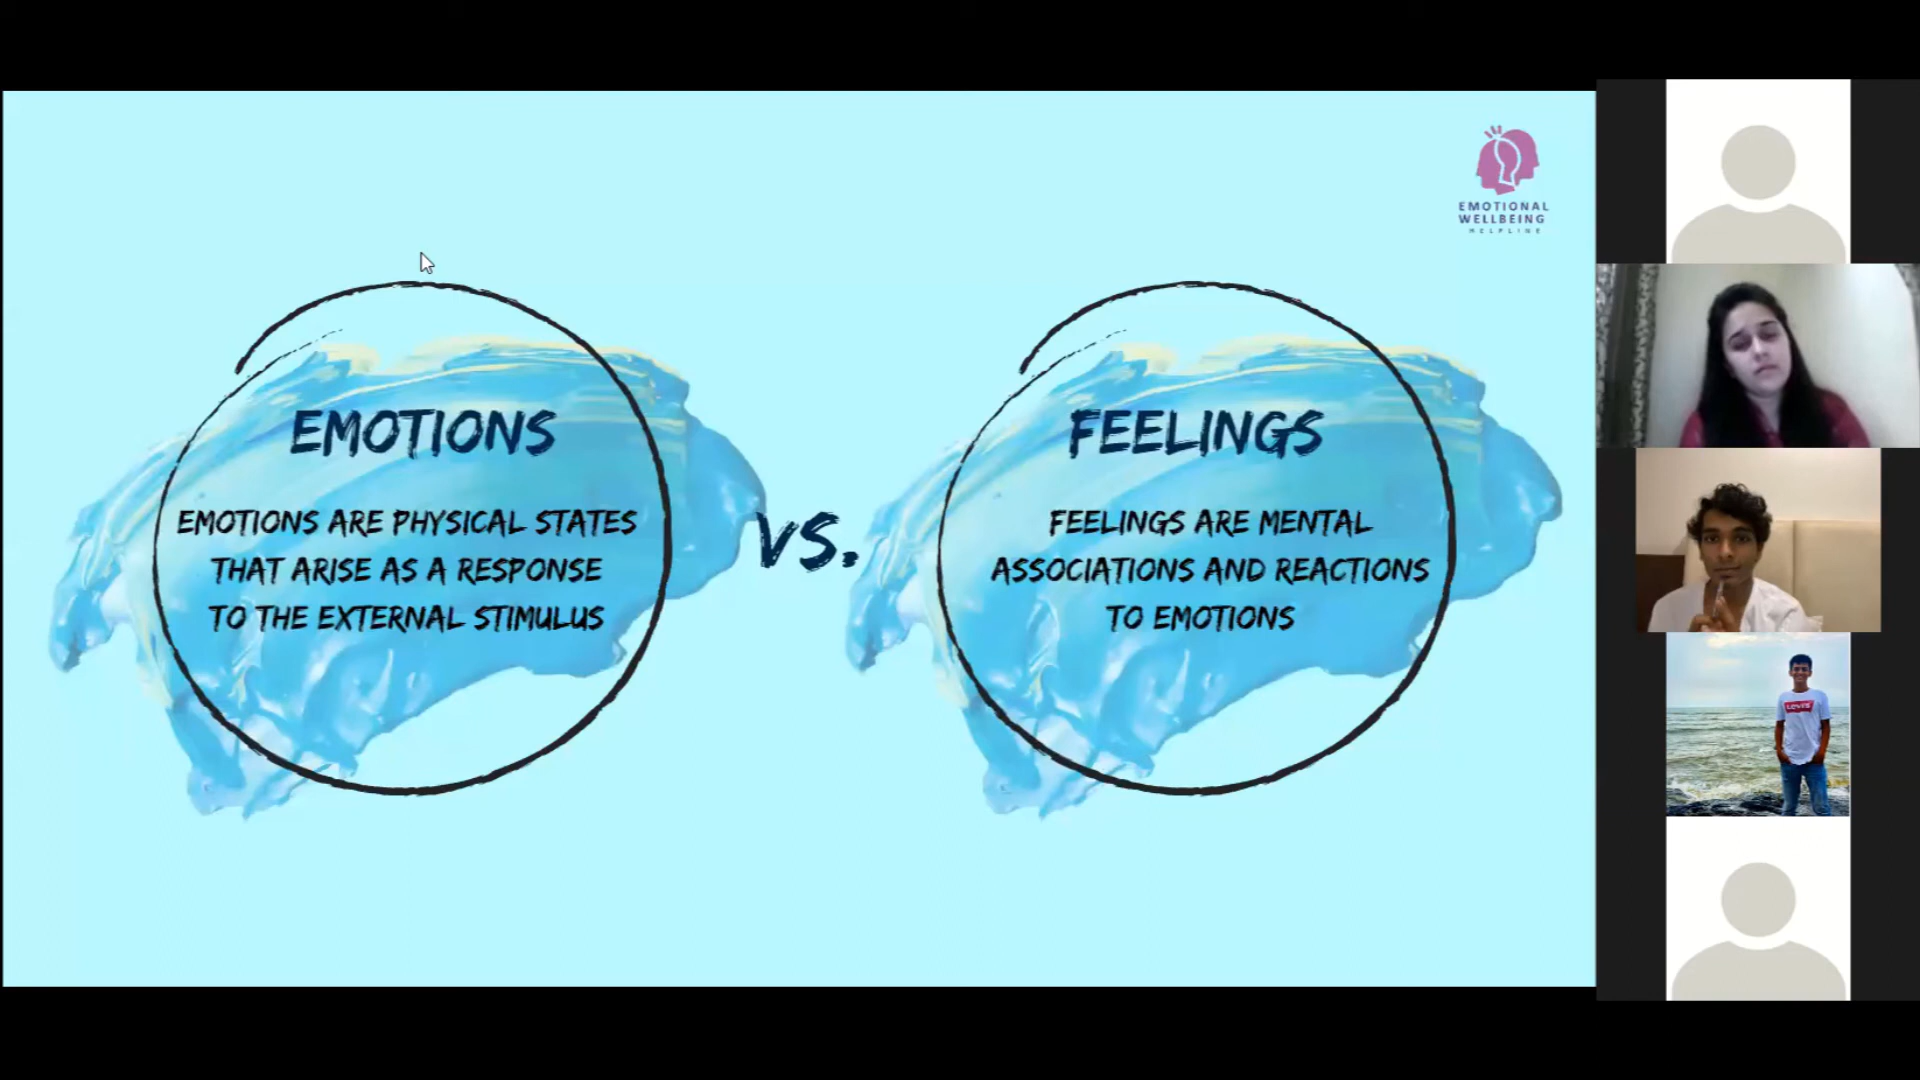 EMOTIONAL
WELLBEING
HELPLINE
EMOTIONS
EMOTIONS ARE PHYSICAL STATES
THAT ARISE AS A RESPONSE
TO THE EXTERNAL STIMULUS
VS.
FEELINGS
FEELINGS ARE MENTAL
ASSOCIATIONS AND REACTIONS
TO EMOTIONS
Levi's